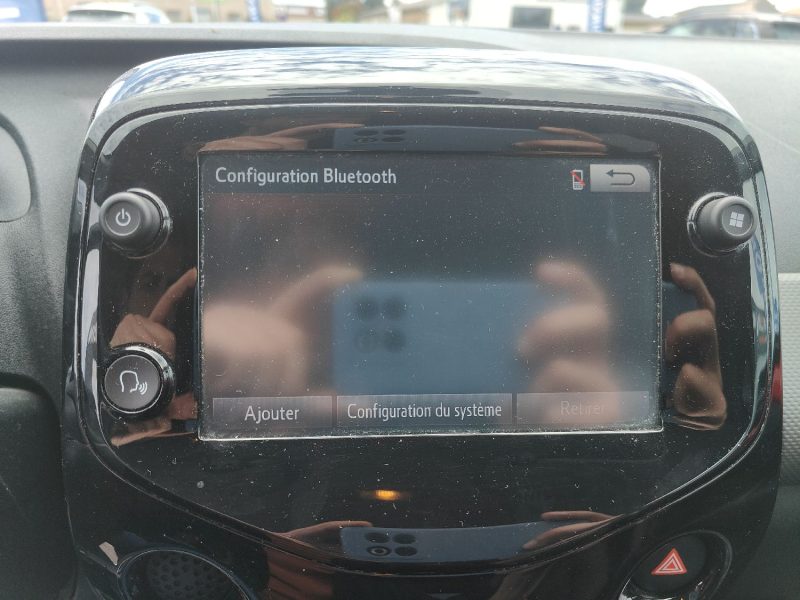 Configuration Bluetooth
Ajouter
Configuration du système
Retirer